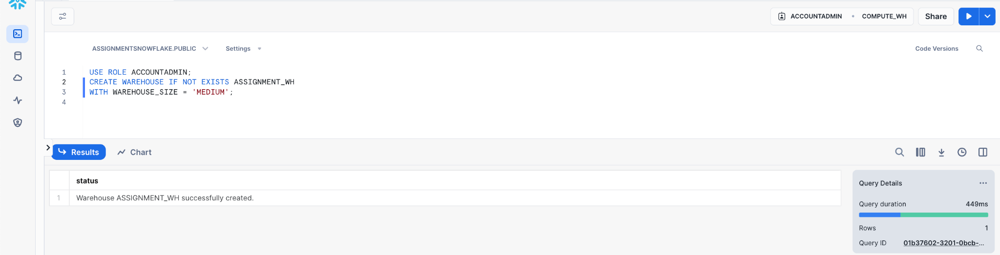 ACCOUNTADMIN • COMPUTE_WH
Share
ASSIGNMENTSNOWFLAKE.PUBLIC
Settings
Code Versions
1 USE ROLE ACCOUNTADMIN;
2 CREATE WAREHOUSE IF NOT EXISTS ASSIGNMENT_WH
3 WITH WAREHOUSE_SIZE = 'MEDIUM';
4
Results
Chart
status
1 Warehouse ASSIGNMENT_WH successfully created.
Query Details
Query duration 449ms
Rows 1
Query ID 01b37602-3201-0bcb-...